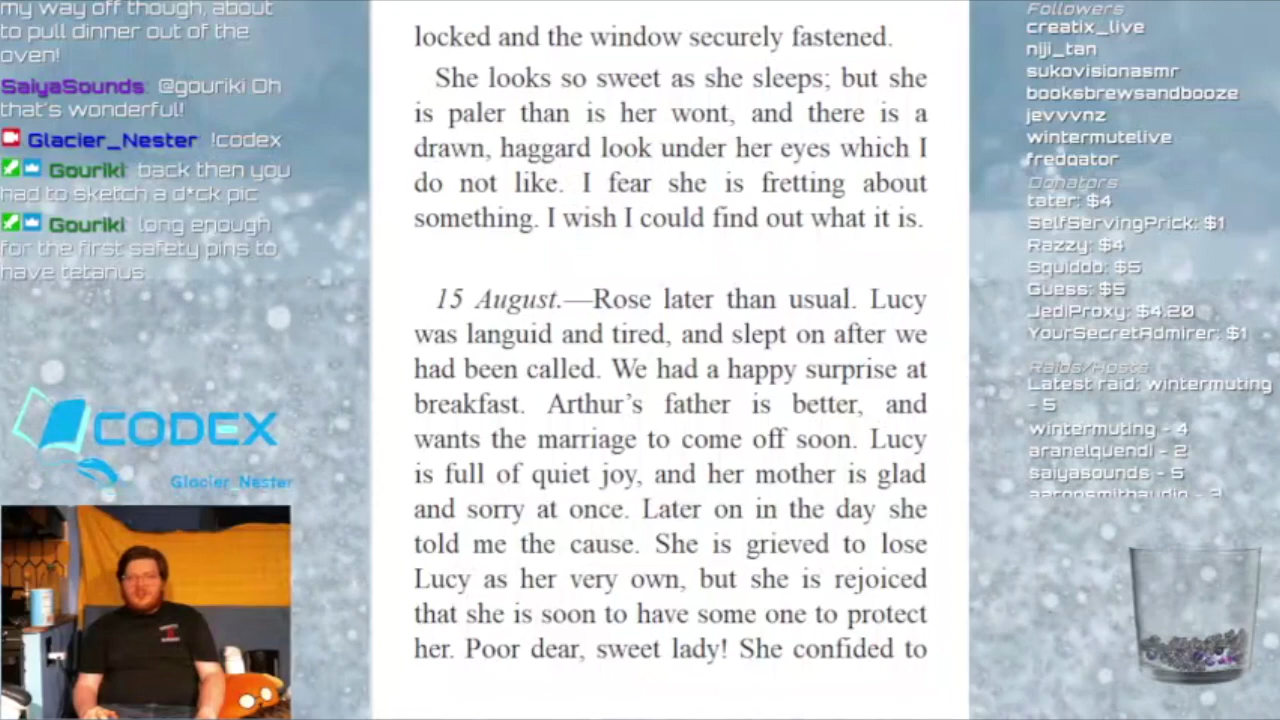 my way off though, about
to pull dinner out of the
oven!
SaiyaSounds: @gouriki Oh
that's wonderful!
Glacier_Nester: !codex
Gouriki: back then you
had to sketch a d*ck pic
Gouriki: long enough
for the first safety pins to
have tetanus
CODEX
Glacier Nester
locked and the window securely fastened.
She looks so sweet as she sleeps; but she
is paler than is her wont, and there is a
drawn, haggard look under her eyes which I
do not like. I fear she is fretting about
something. I wish I could find out what it is.
15 August.—Rose later than usual. Lucy
was languid and tired, and slept on after we
had been called. We had a happy surprise at
breakfast. Arthur's father is better, and
wants the marriage to come off soon. Lucy
is full of quiet joy, and her mother is glad
and sorry at once. Later on in the day she
told me the cause. She is grieved to lose
Lucy as her very own, but she is rejoiced
that she is soon to have some one to protect
her. Poor dear, sweet lady! She confided to
Followers
creatix_live
niji_tan
sukovisionasmr
booksbrewsandbooze
jevvvnz
wintermutelive
fredgator
Donators
tater: $4
SelfServingPrick: $1
Razzy: $4
Squiddo: $5
Guess: $5
JediProxy: $4.20
YourSecretAdmirer: $1
Raids/Hosts
Latest raid: wintermuting
- 5
wintermuting - 4
aranelquendi - 2
saiyasounds - 5